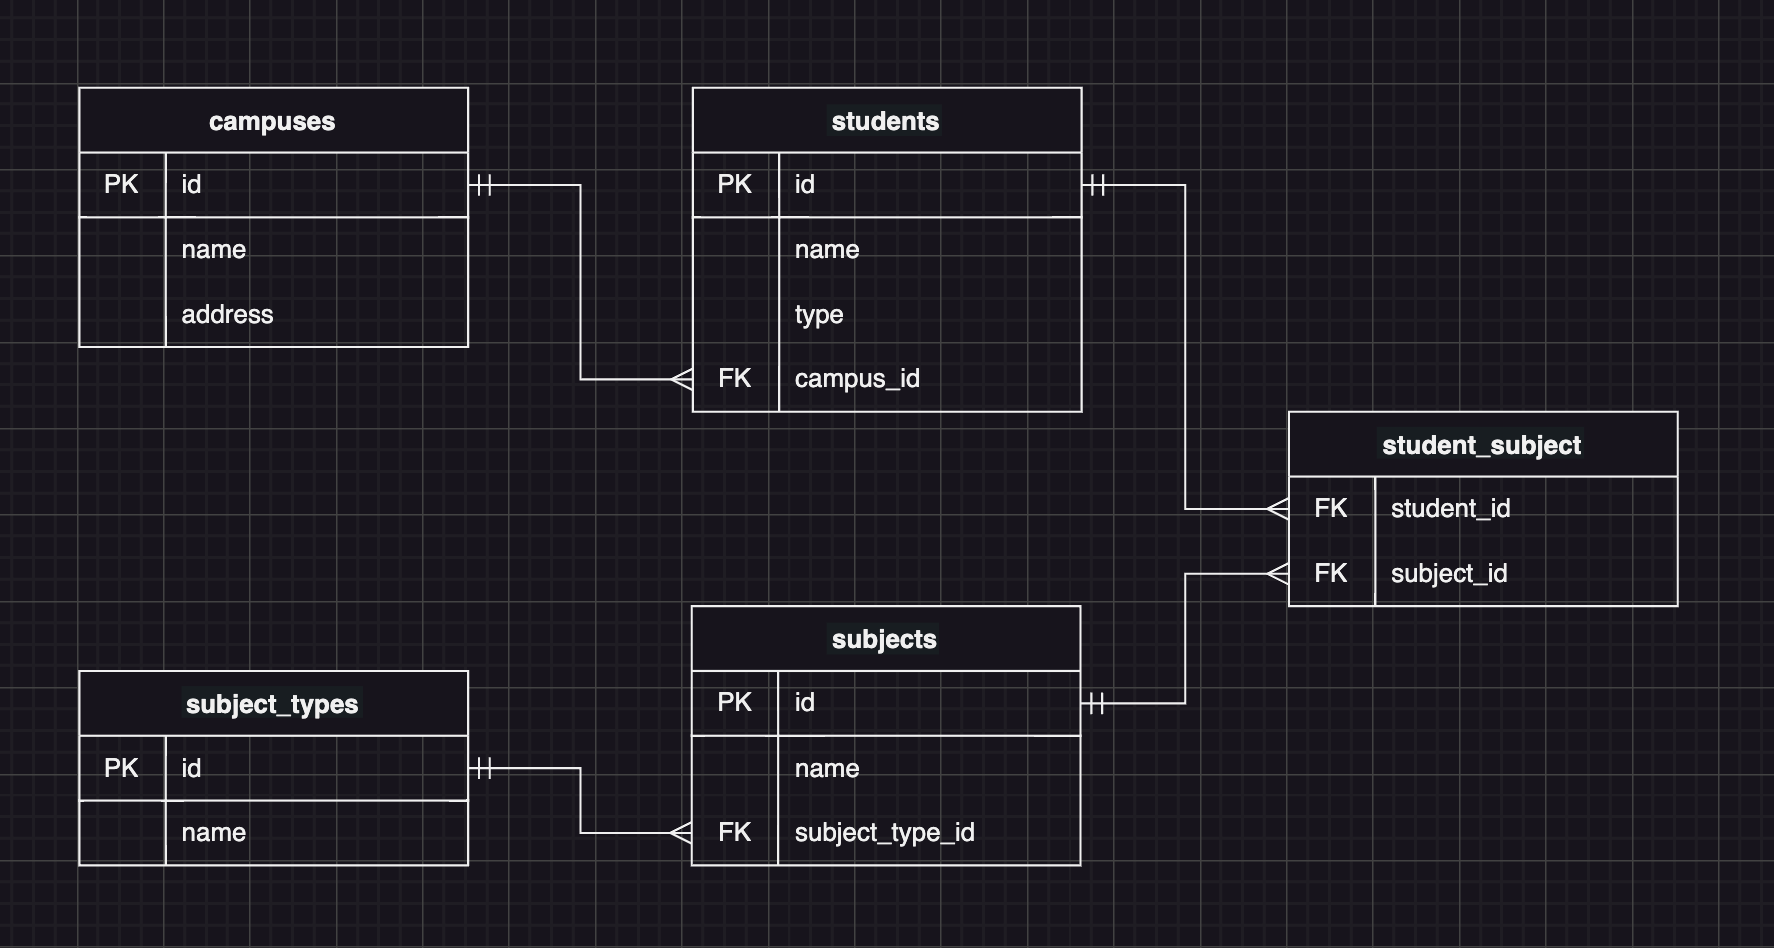 campuses
PK id
name
address
students
PK id
name
type
FK campus_id
student_subject
FK student_id
FK subject_id
subjects
PK id
name
FK subject_type_id
subject_types
PK id
name